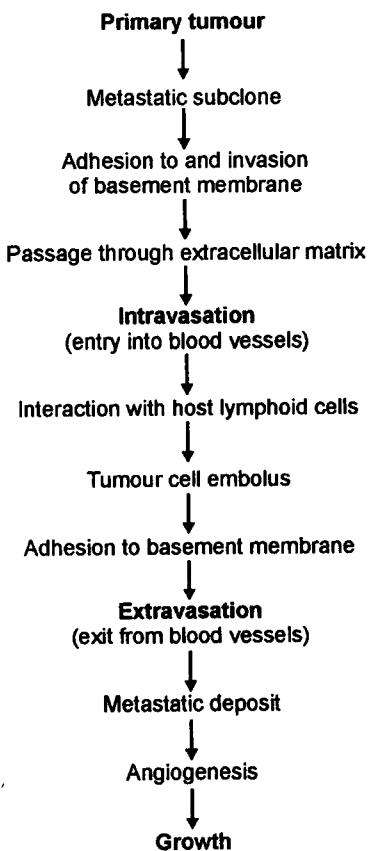 Primary tumour
Metastatic subclone
Adhesion to and invasion
of basement membrane
Passage through extracellular matrix
Intravasation
(entry into blood vessels)
Interaction with host lymphoid cells
Tumour cell embolus
Adhesion to basement membrane
Extravasation
(exit from blood vessels)
Metastatic deposit
Angiogenesis
Growth